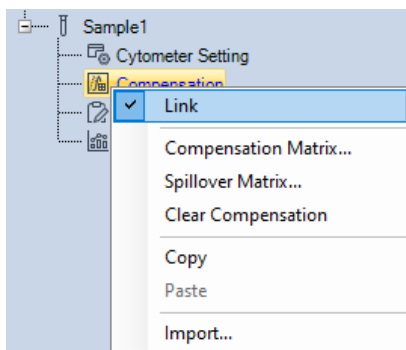 Sample1
Cytometer Setting
Compensation
Link
Compensation Matrix...
Spillover Matrix...
Clear Compensation
Copy
Paste
Import...